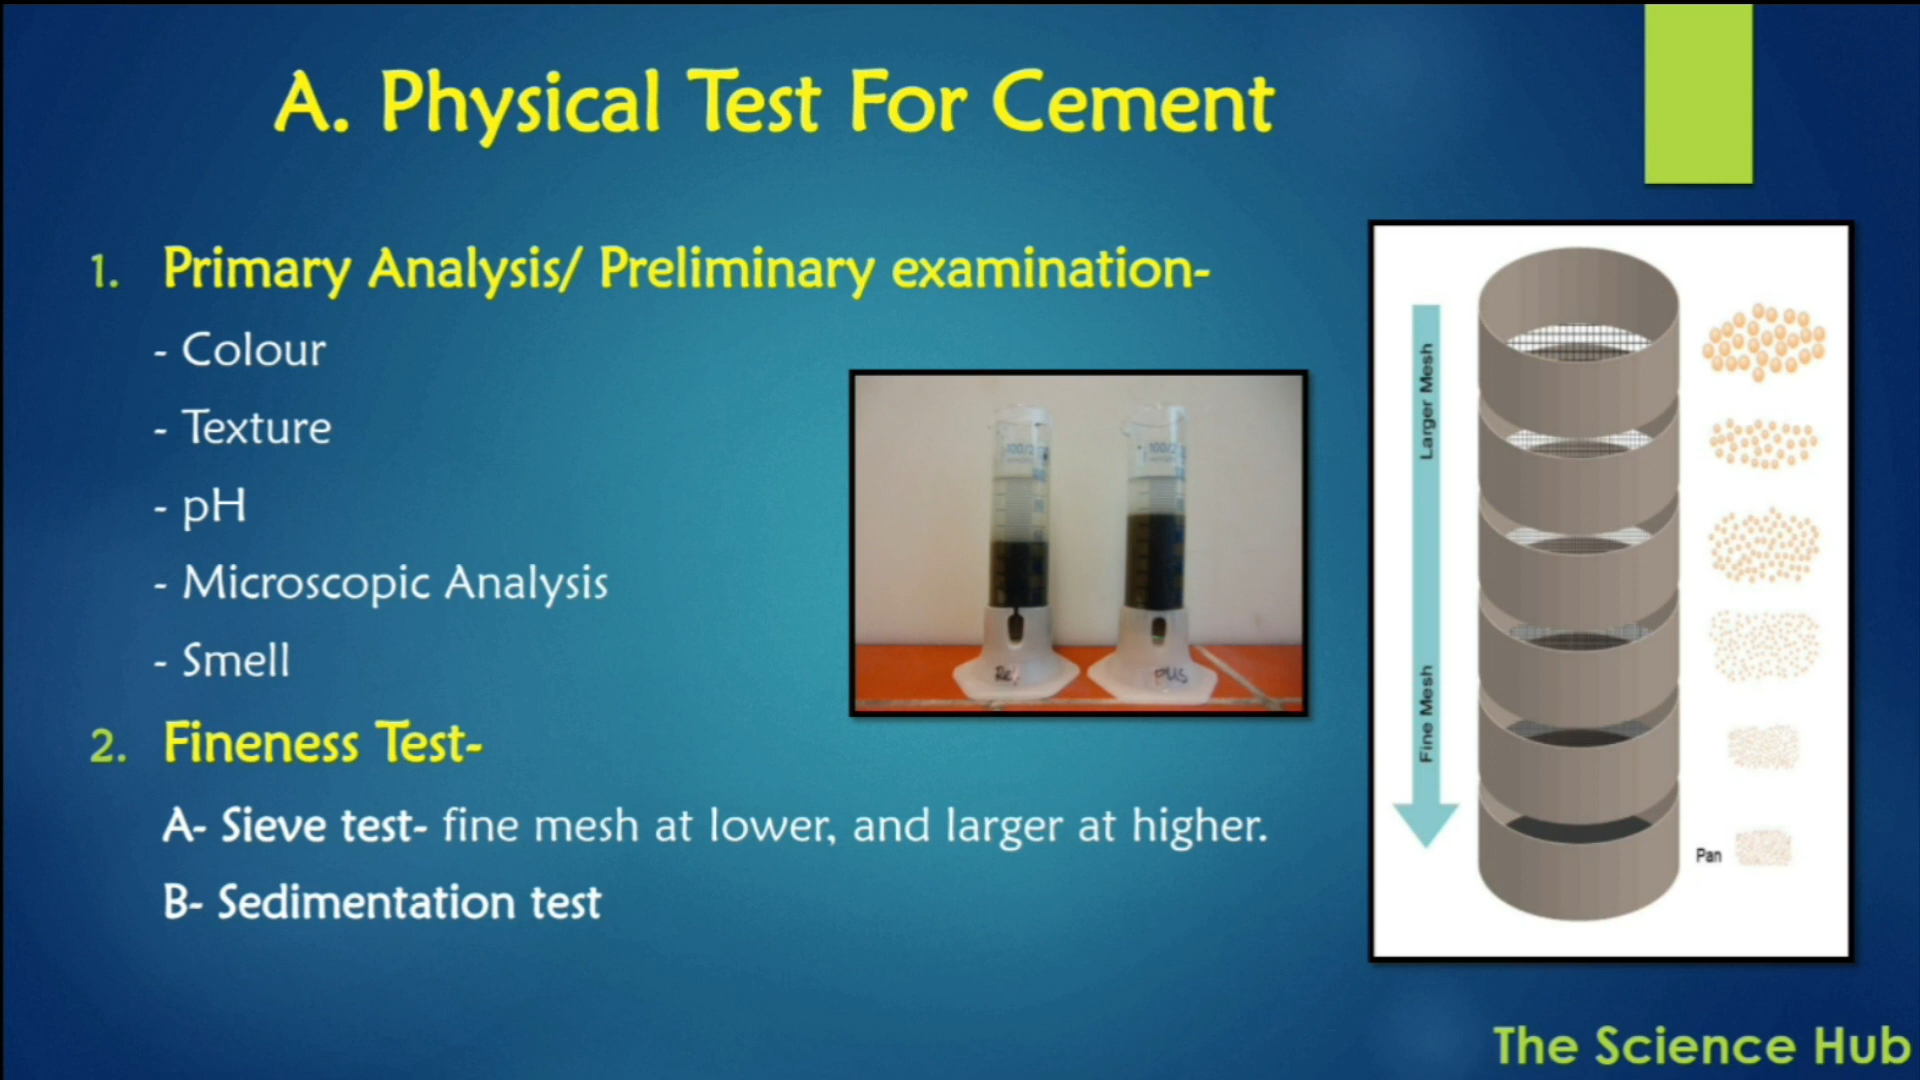 A. Physical Test For Cement
1. Primary Analysis/ Preliminary examination-
- Colour
- Texture
- pH
- Microscopic Analysis
- Smell
2. Fineness Test-
A- Sieve test- fine mesh at lower, and larger at higher.
B- Sedimentation test
PUS
Larger Mesh
Fine Mesh
Pan
The Science Hub